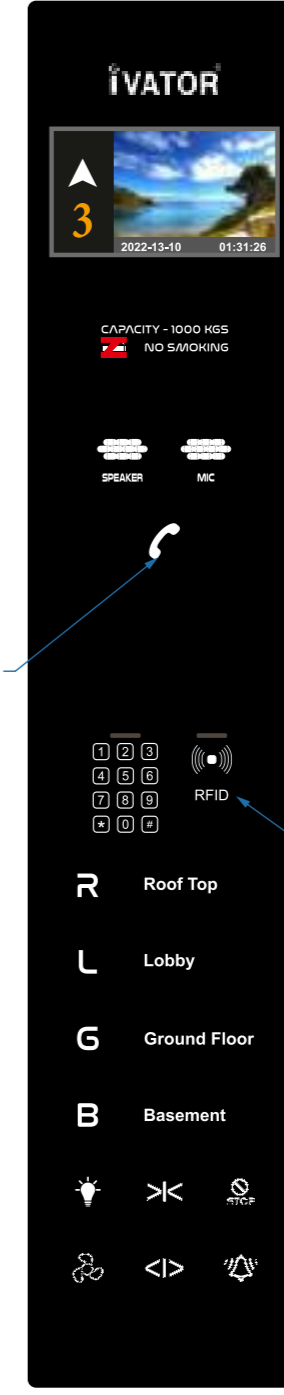 iVATOR
3
2022-13-10 01:31:26
CAPACITY - 1000 KGS
NO SMOKING
SPEAKER MIC
1 2 3
4 5 6
7 8 9
* 0 #
RFID
R Roof Top
L Lobby
G Ground Floor
B Basement
STOP